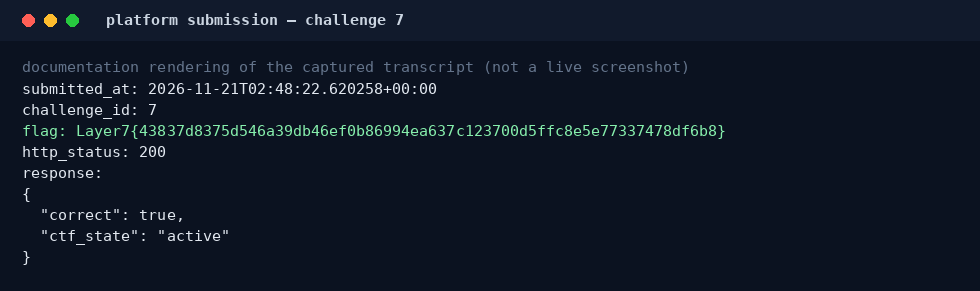 platform submission — challenge 7
documentation rendering of the captured transcript (not a live screenshot)
submitted_at: 2026-11-21T02:48:22.620258+00:00
challenge_id: 7
flag: Layer7{43837d8375d546a39db46ef0b86994ea637c123700d5ffc8e5e77337478df6b8}
http_status: 200
response:
{
  "correct": true,
  "ctf_state": "active"
}